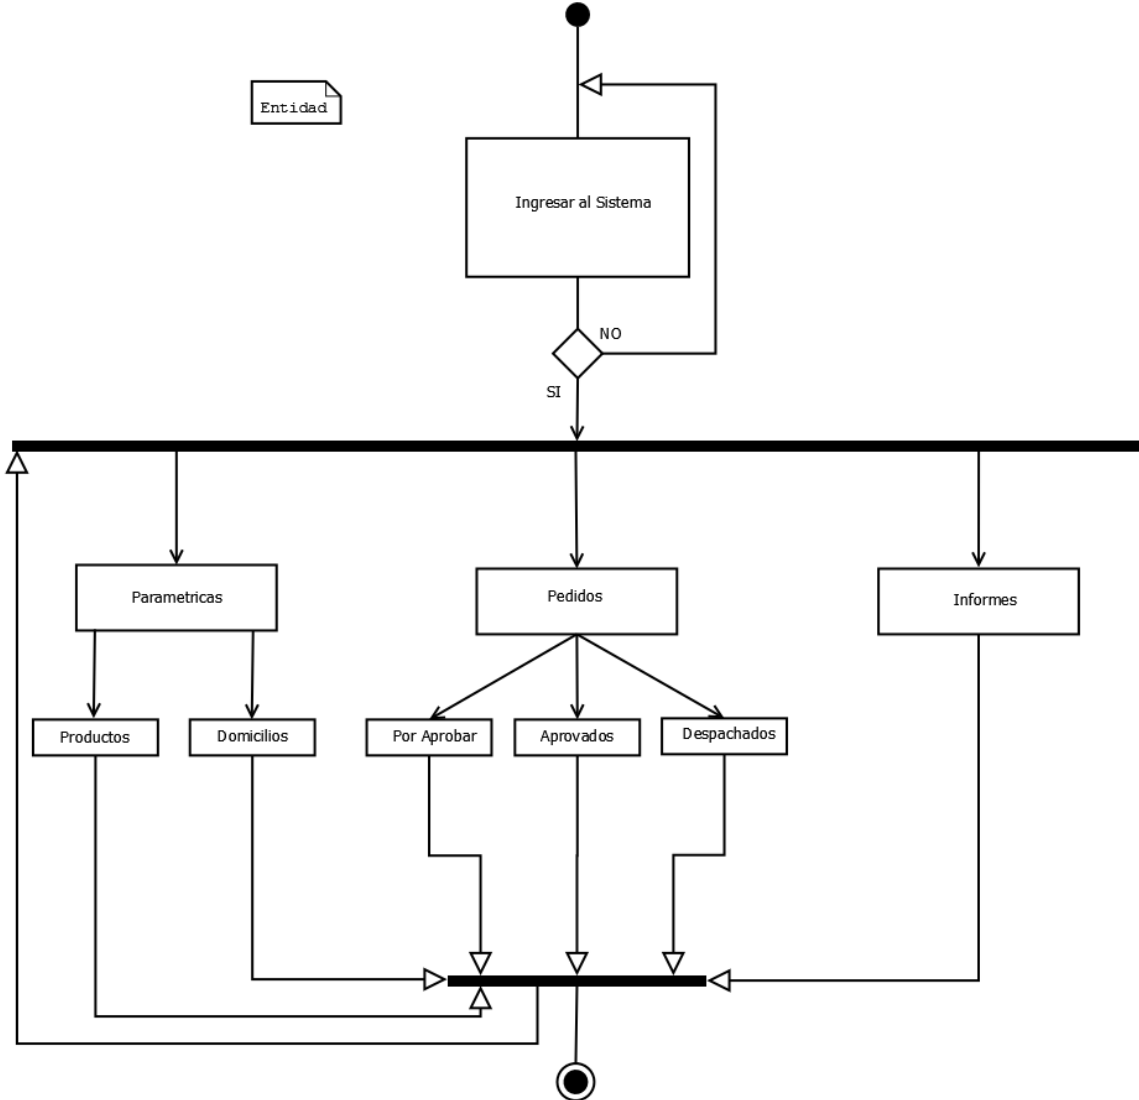 Entidad
Ingresar al Sistema
NO
SI
Parametricas
Pedidos
Informes
Productos
Domicilios
Por Aprobar
Aprovados
Despachados